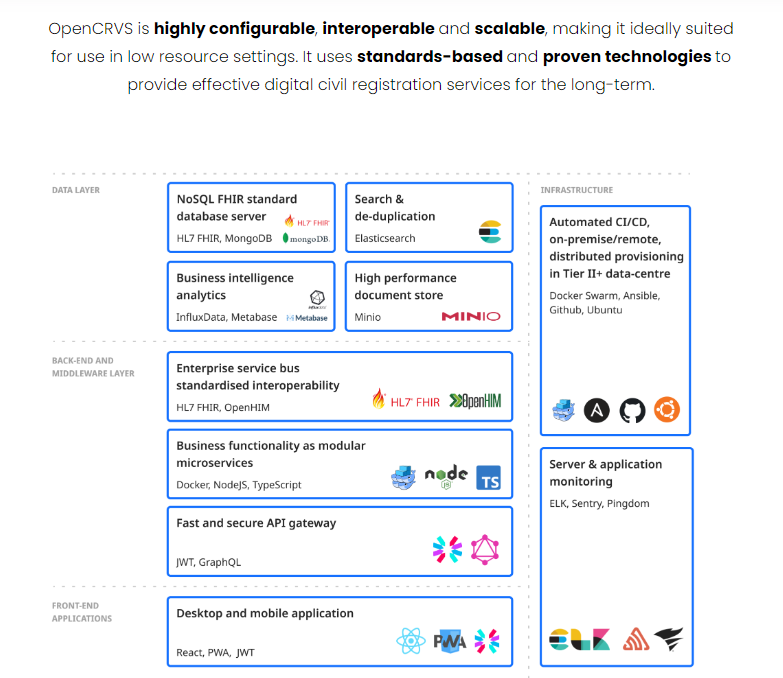 OpenCRVS is highly configurable, interoperable and scalable, making it ideally suited
for use in low resource settings. It uses standards-based and proven technologies to
provide effective digital civil registration services for the long-term.
DATA LAYER
NoSQL FHIR standard
database server
HL7 FHIR
HL7 FHIR, MongoDB
mongoDB.
Search &
de-duplication
Elasticsearch
Business intelligence
analytics
influxdata
InfluxData, Metabase
Metabase
High performance
document store
Minio
MINIO
BACK-END AND
MIDDLEWARE LAYER
Enterprise service bus
standardised interoperability
HL7 FHIR, OpenHIM
HL7 FHIR
OpenHIM
Business functionality as modular
microservices
Docker, NodeJS, TypeScript
node
JS
TS
Fast and secure API gateway
JWT, GraphQL
FRONT-END
APPLICATIONS
Desktop and mobile application
React, PWA, JWT
PWA
INFRASTRUCTURE
Automated CI/CD,
on-premise/remote,
distributed provisioning
in Tier II+ data-centre
Docker Swarm, Ansible,
Github, Ubuntu
A
Server & application
monitoring
ELK, Sentry, Pingdom
ELK